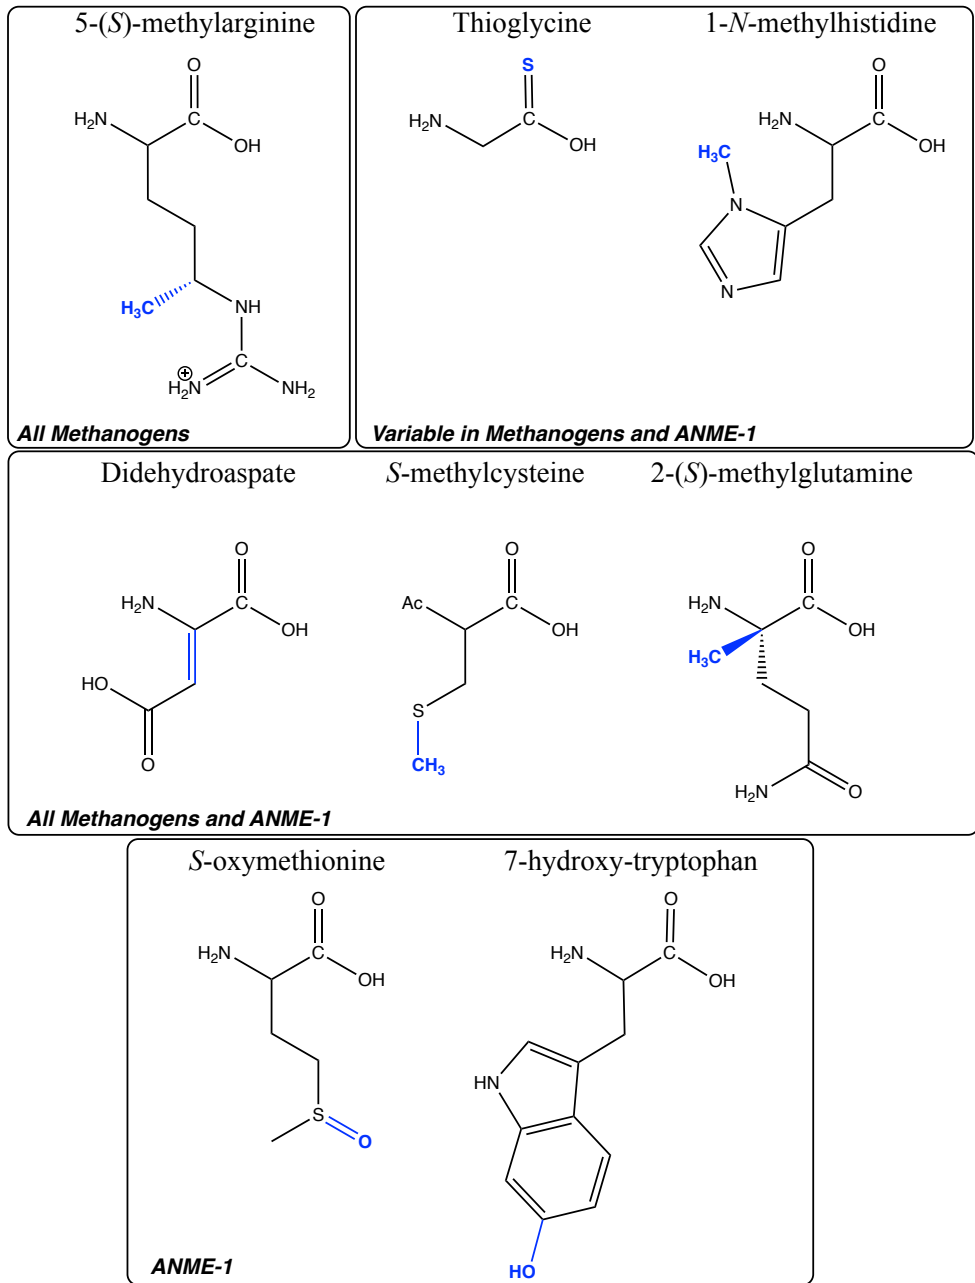 5-(S)-methylarginine
O
H₂N
C
OH
H₃C
NH
C
H₂N
NH₂
All Methanogens
Thioglycine
1-N-methylhistidine
S
H₂N
C
OH
O
H₂N
C
OH
H₃C
N
N
Variable in Methanogens and ANME-1
Didehydroaspate
S-methylcysteine
2-(S)-methylglutamine
O
H₂N
C
OH
HO
C
O
O
Ac
C
OH
S
CH₃
O
H₂N
C
OH
H₃C
C
H₂N
O
All Methanogens and ANME-1
S-oxymethionine
7-hydroxy-tryptophan
O
H₂N
C
OH
S
O
O
H₂N
C
OH
HN
HO
ANME-1